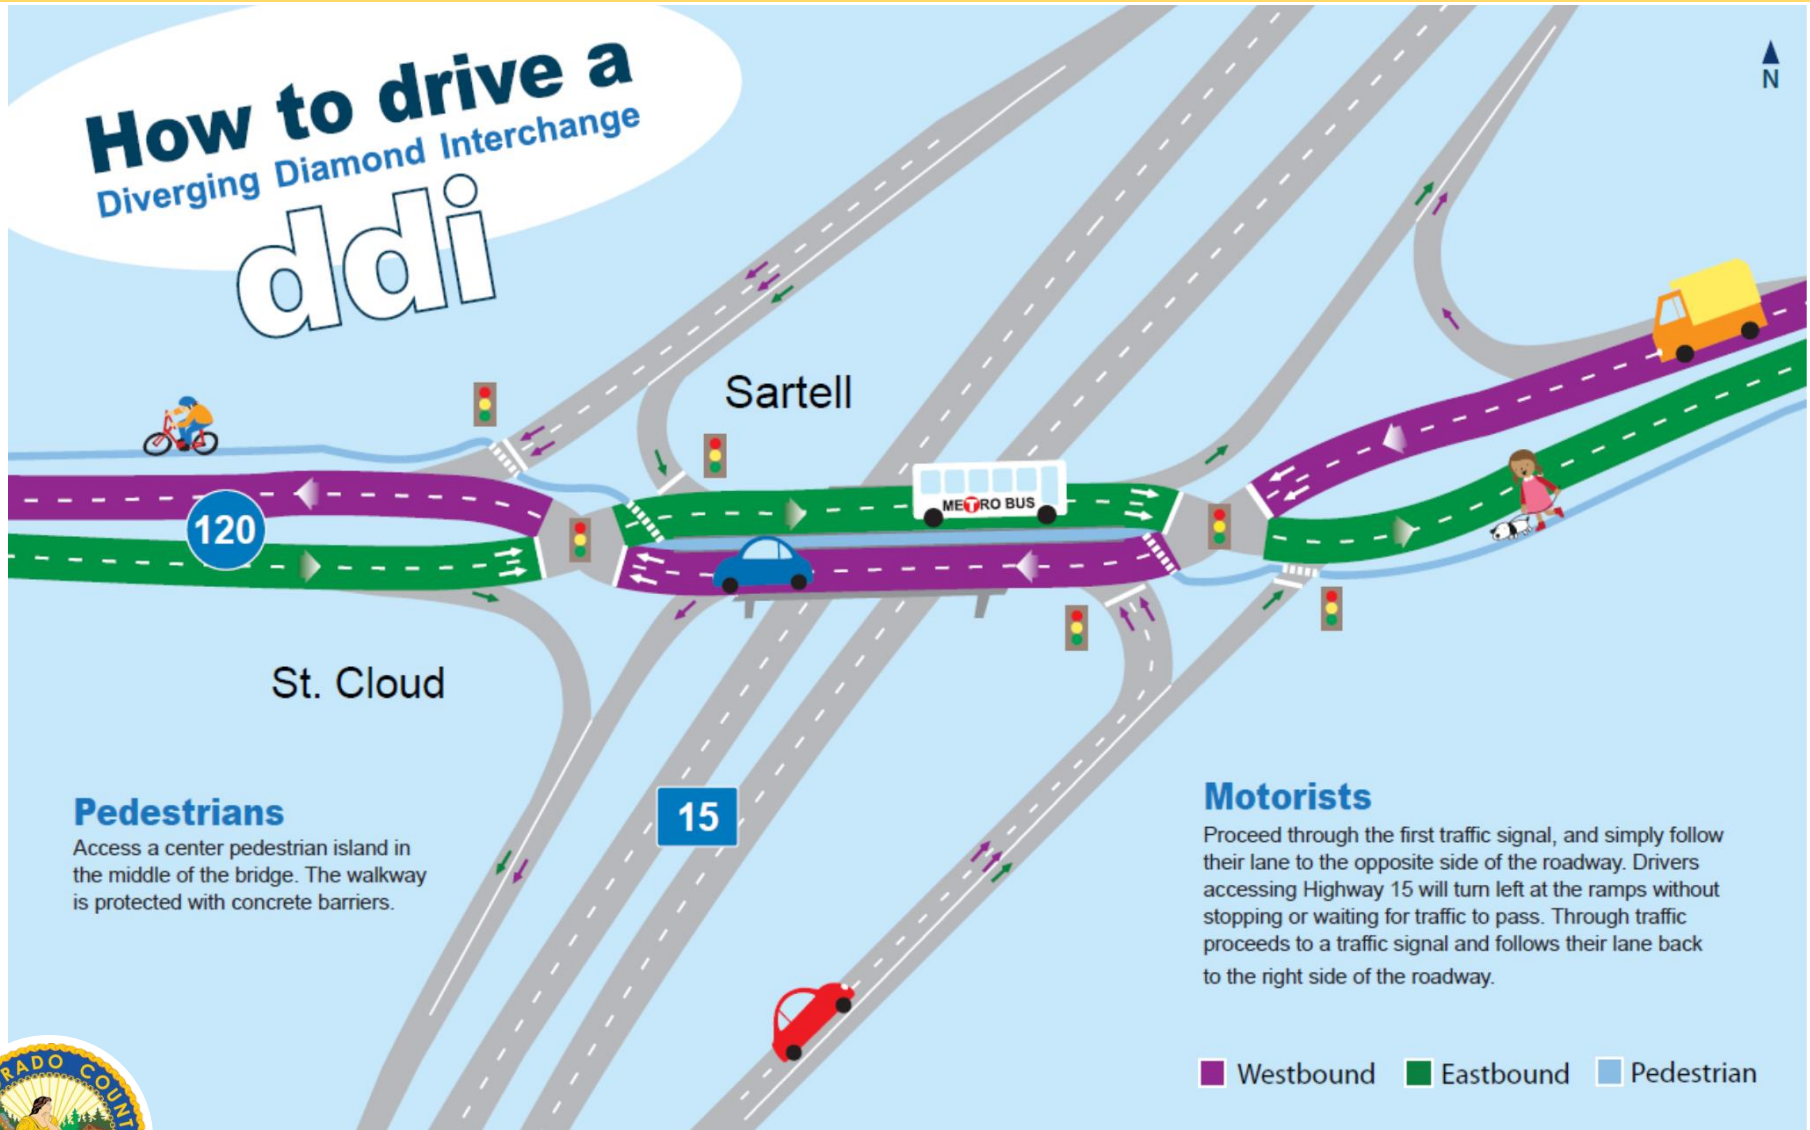 How to drive a
Diverging Diamond Interchange
ddi
N
Sartell
METRO BUS
120
St. Cloud
15
Pedestrians
Access a center pedestrian island in
the middle of the bridge. The walkway
is protected with concrete barriers.
Motorists
Proceed through the first traffic signal, and simply follow
their lane to the opposite side of the roadway. Drivers
accessing Highway 15 will turn left at the ramps without
stopping or waiting for traffic to pass. Through traffic
proceeds to a traffic signal and follows their lane back
to the right side of the roadway.
Westbound
Eastbound
Pedestrian